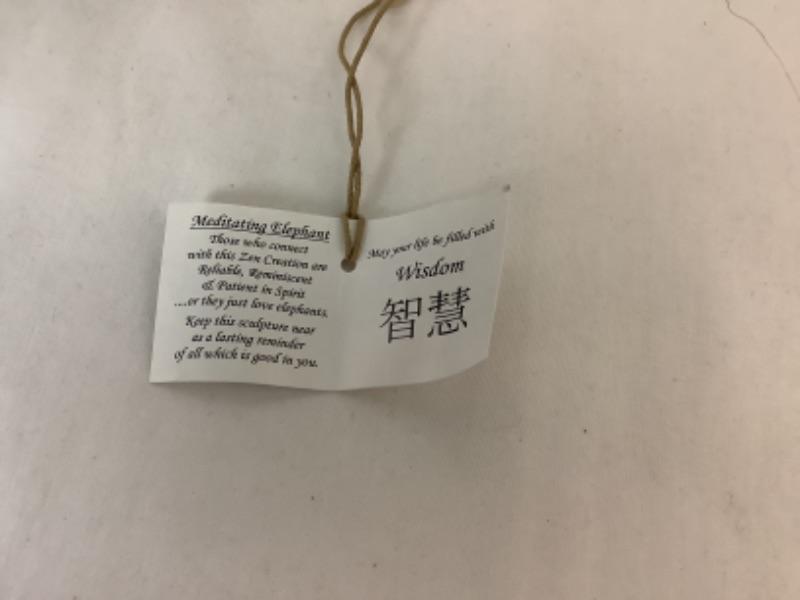 Meditating Elephant
Those who connect
with this Zen Creation are
Reliable, Reminiscent
& Patient in Spirit
....or they just love elephants.
Keep this sculpture near
as a lasting reminder
of all which is good in you.
May your life be filled with
Wisdom
智慧